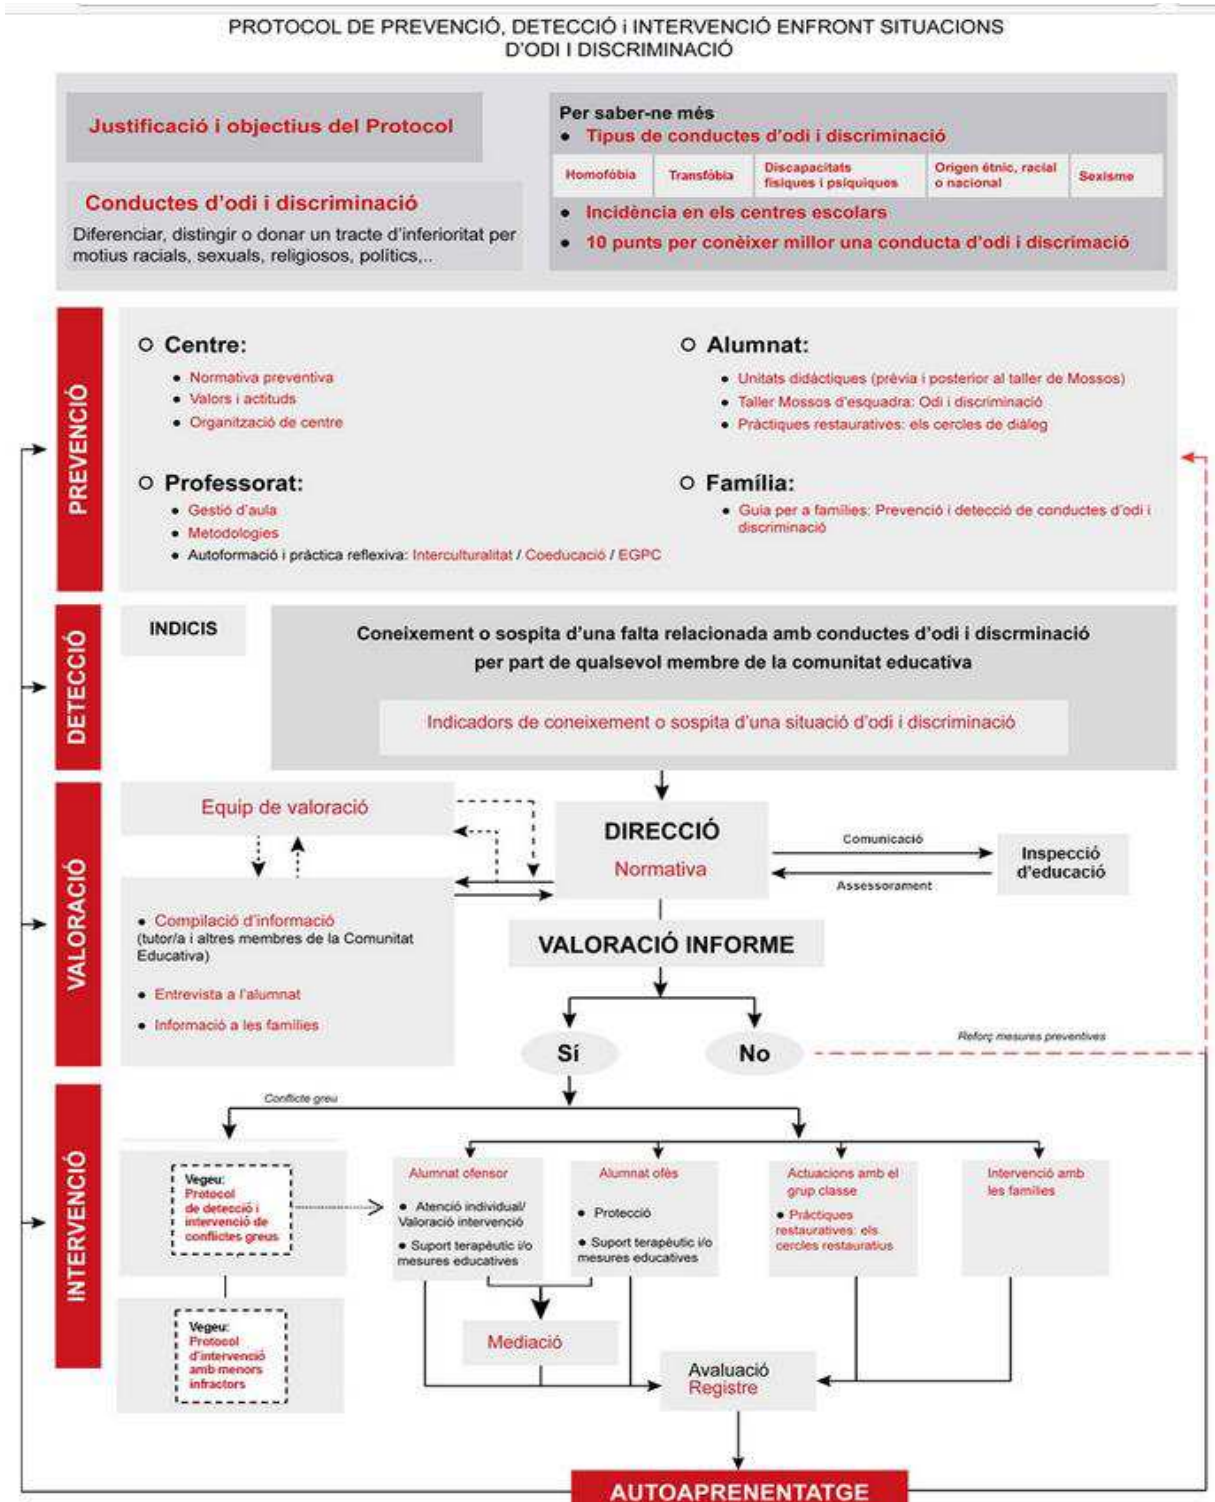 PROTOCOL DE PREVENCIÓ, DETECCIÓ i INTERVENCIÓ ENFRONT SITUACIONS
D'ODI I DISCRIMINACIÓ
Justificació i objectius del Protocol
Conductes d'odi i discriminació
Diferenciar, distingir o donar un tracte d'inferioritat per
motius racials, sexuals, religiosos, polítics,..
Per saber-ne més
● Tipus de conductes d'odi i discriminació
Homofóbia
Transfóbia
Discapacitats
fisiques i psiquiques
Origen étnic, racial
o nacional
Sexisme
● Incidència en els centres escolars
● 10 punts per conèixer millor una conducta d'odi i discrimació
PREVENCIÓ
Centre:
● Normativa preventiva
● Valors i actituds
● Organització de centre
Alumnat:
● Unitats didáctiques (prèvia i posterior al taller de Mossos)
● Taller Mossos d'esquadra: Odi i discriminació
● Práctiques restauratives: els cercles de diáleg
Professorat:
● Gestió d'aula
● Metodologies
● Autoformació i pràctica reflexiva: Interculturalitat / Coeducació / EGPC
Família:
● Guia per a famílies: Prevenció i detecció de conductes d'odi i
discriminació
DETECCIÓ
INDICIS
Coneixement o sospita d'una falta relacionada amb conductes d'odi i discrminació
per part de qualsevol membre de la comunitat educativa
Indicadors de coneixement o sospita d'una situació d'odi i discriminació
VALORACIÓ
Equip de valoració
● Compilació d'informació
(tutor/a i altres membres de la Comunitat
Educativa)
● Entrevista a l'alumnat
● Informació a les families
DIRECCIÓ
Normativa
Comunicació
Assessorament
Inspecció
d'educació
VALORACIÓ INFORME
Sí
No
Reforç mesures preventives
INTERVENCIÓ
Conflicte greu
Vegeu:
Protocol
de detecció i
intervenció de
conflictes greus
Vegeu:
Protocol
d'intervenció
amb menors
infractors
Alumnat ofensor
● Atenció individual/
Valoració intervenció
● Suport terapèutic i/o
mesures educatives
Alumnat ofès
● Protecció
● Suport terapèutic i/o
mesures educatives
Actuacions amb el
grup classe
● Práctiques
restauratives: els
cercles restauratius
Intervenció amb
les famílies
Mediació
Avaluació
Registre
AUTOAPRENENTATGE